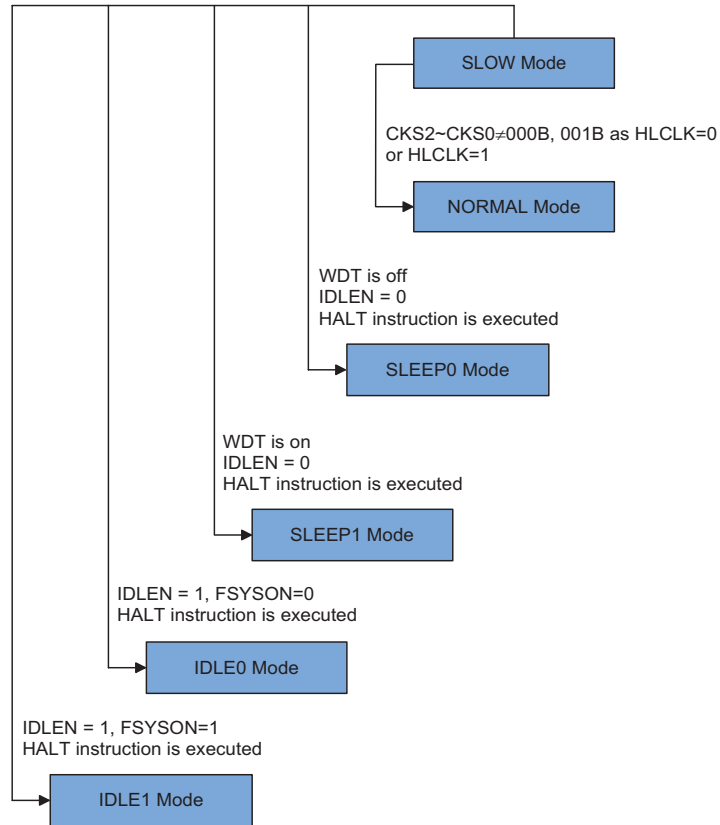 SLOW Mode
CKS2~CKS0≠000B, 001B as HLCLK=0
or HLCLK=1
NORMAL Mode
WDT is off
IDLEN = 0
HALT instruction is executed
SLEEP0 Mode
WDT is on
IDLEN = 0
HALT instruction is executed
SLEEP1 Mode
IDLEN = 1, FSYSON=0
HALT instruction is executed
IDLE0 Mode
IDLEN = 1, FSYSON=1
HALT instruction is executed
IDLE1 Mode